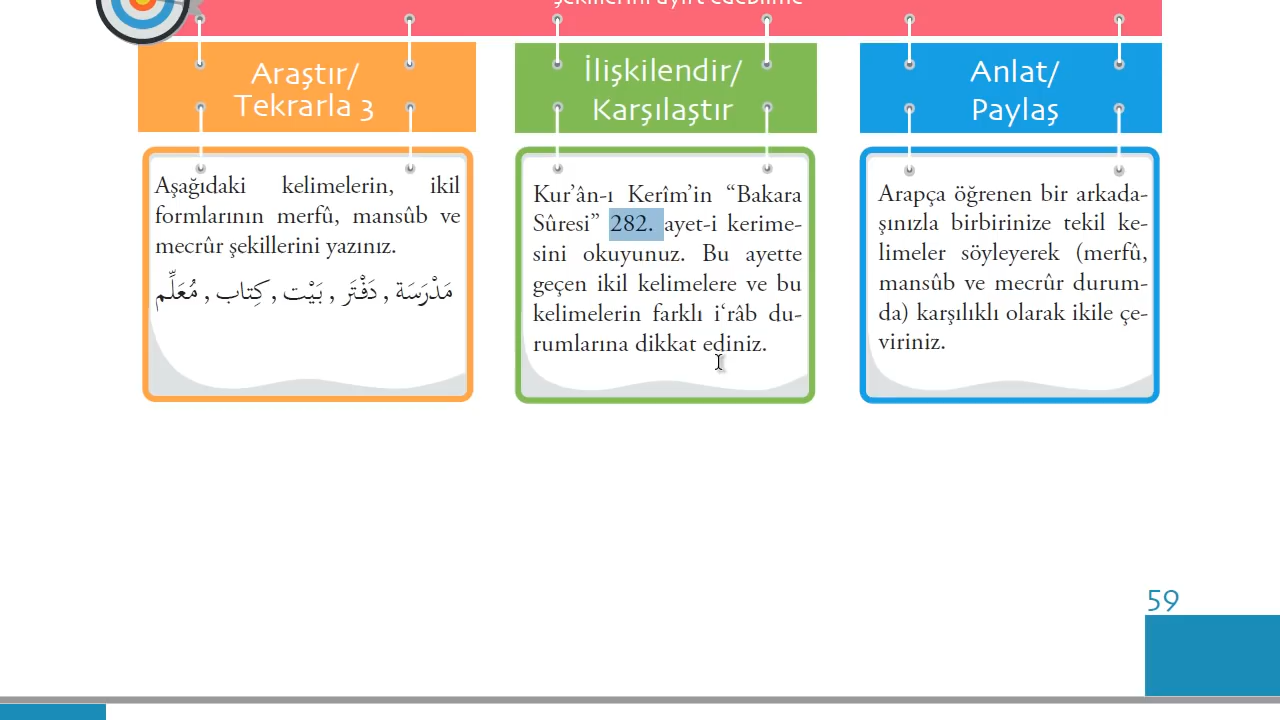 şekillerini ayırt edebilme
Araştır/
Tekrarla 3
Aşağıdaki kelimelerin, ikil
formlarının merfû, mansûb ve
mecrûr şekillerini yazınız.
مَدْرَسَة , دَفْتَر , بَيْت , كِتاب , مُعَلِّم
İlişkilendir/
Karşılaştır
Kur’ân-ı Kerîm’in “Bakara
Sûresi” 282. ayet-i kerime-
sini okuyunuz. Bu ayette
geçen ikil kelimelere ve bu
kelimelerin farklı i‘râb du-
rumlarına dikkat ediniz.
Anlat/
Paylaş
Arapça öğrenen bir arkada-
şınızla birbirinize tekil ke-
limeler söyleyerek (merfû,
mansûb ve mecrûr durum-
da) karşılıklı olarak ikile çe-
viriniz.
59